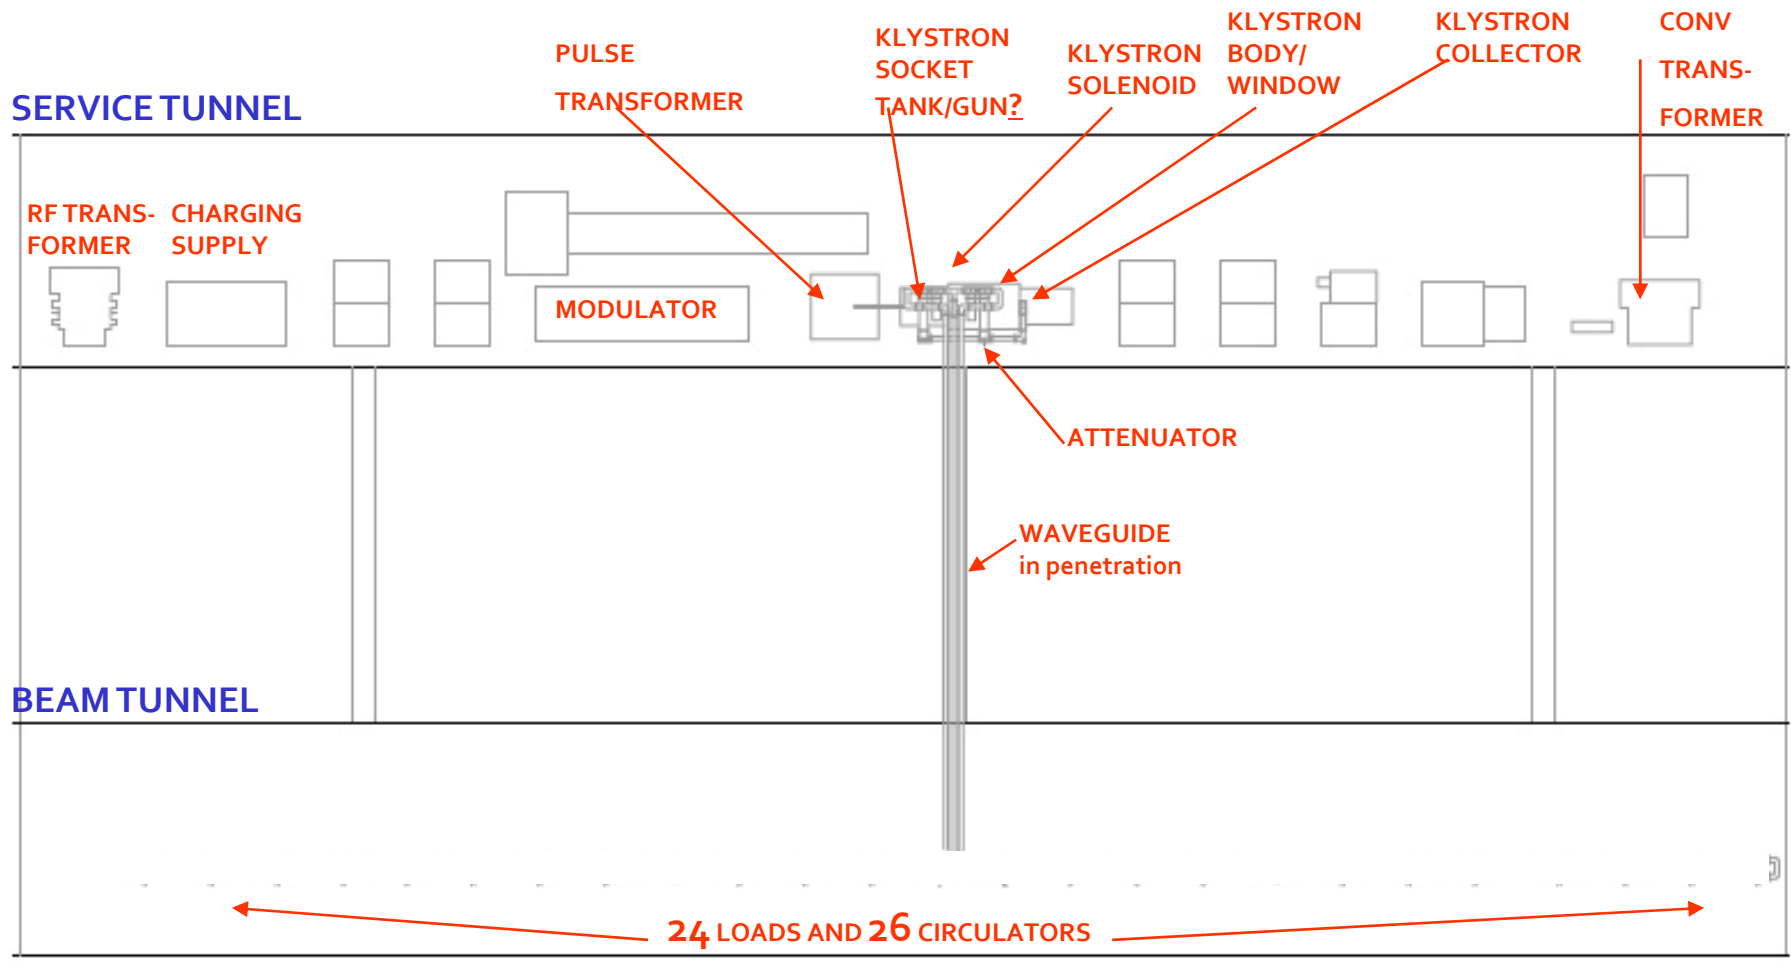 PULSE
TRANSFORMER
KLYSTRON
SOCKET
TANK/GUN?
KLYSTRON
SOLENOID
KLYSTRON
BODY/
WINDOW
KLYSTRON
COLLECTOR
CONV
TRANS-
FORMER
SERVICE TUNNEL
RF TRANS-
FORMER
CHARGING
SUPPLY
MODULATOR
ATTENUATOR
WAVEGUIDE
in penetration
BEAM TUNNEL
24 LOADS AND 26 CIRCULATORS